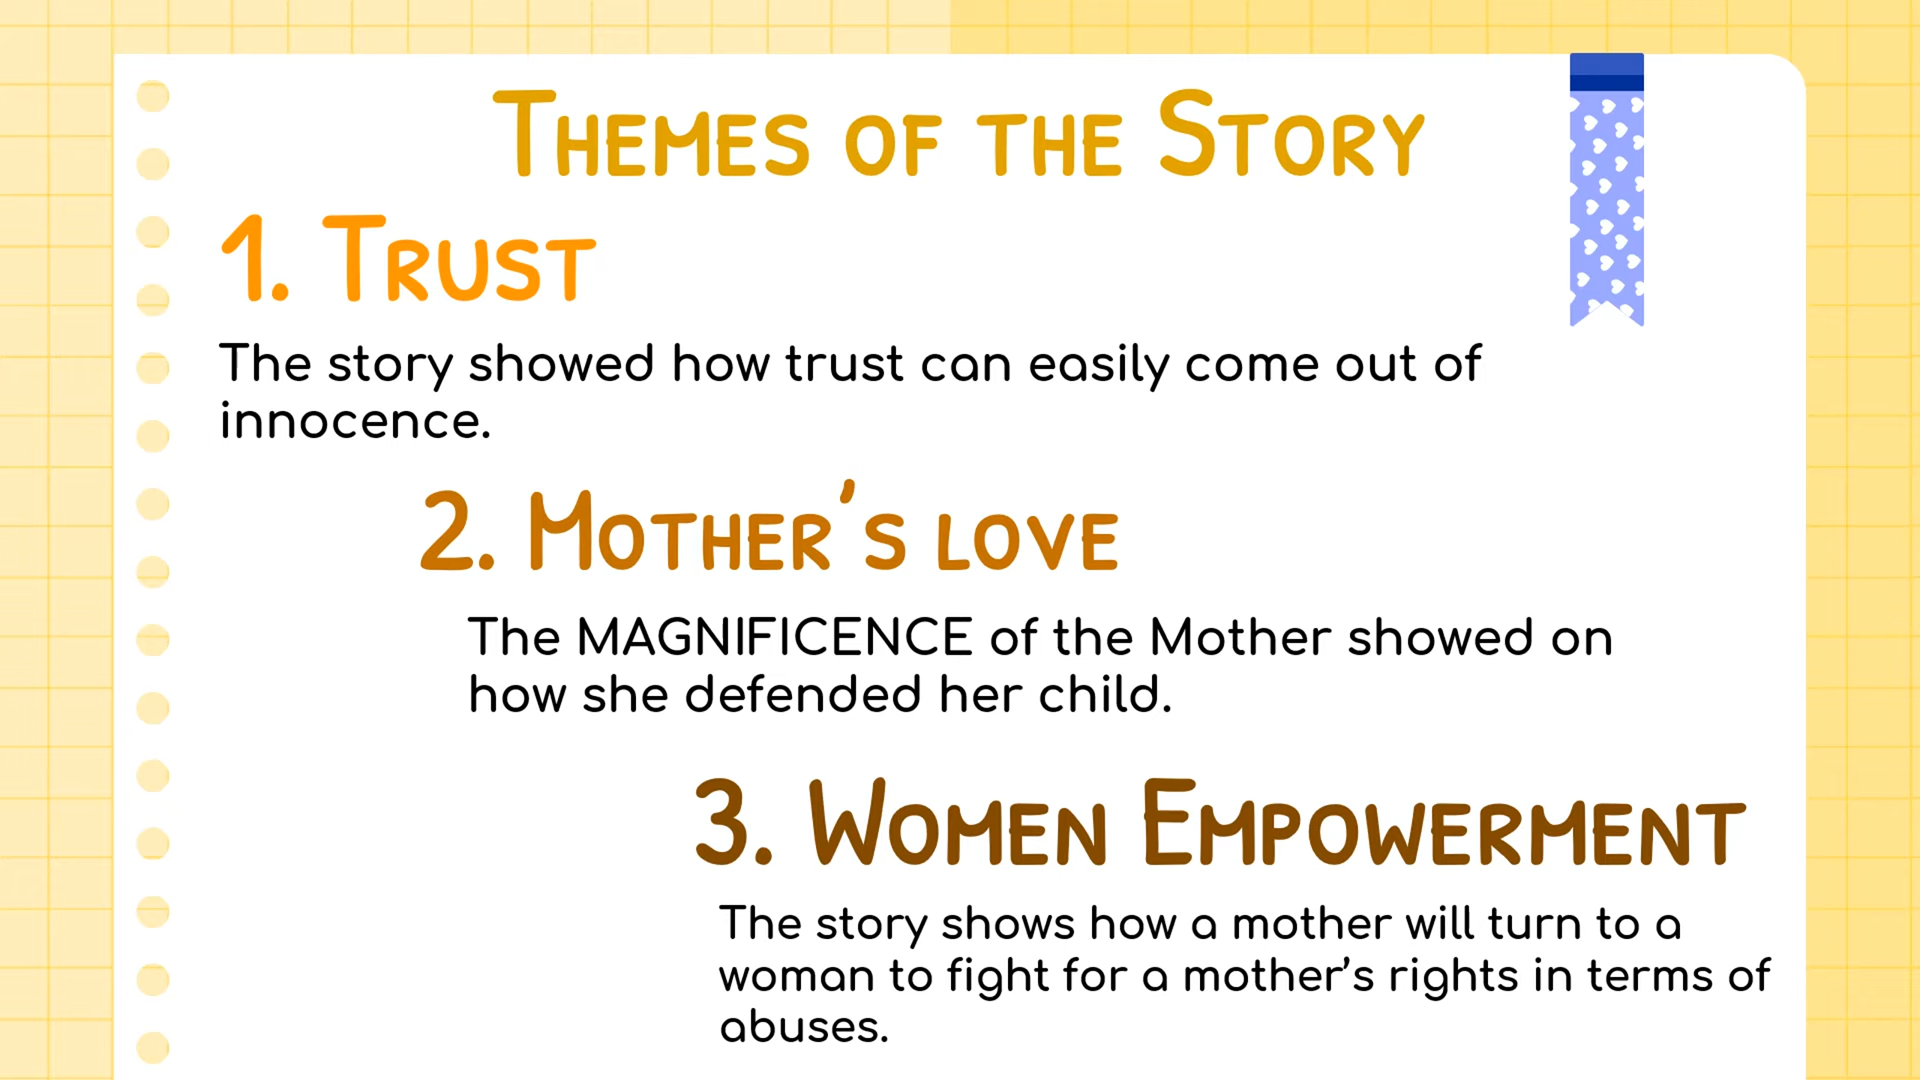 Themes of the Story
1. Trust
The story showed how trust can easily come out of
innocence.
2. Mother's love
The MAGNIFICENCE of the Mother showed on
how she defended her child.
3. Women Empowerment
The story shows how a mother will turn to a
woman to fight for a mother's rights in terms of
abuses.